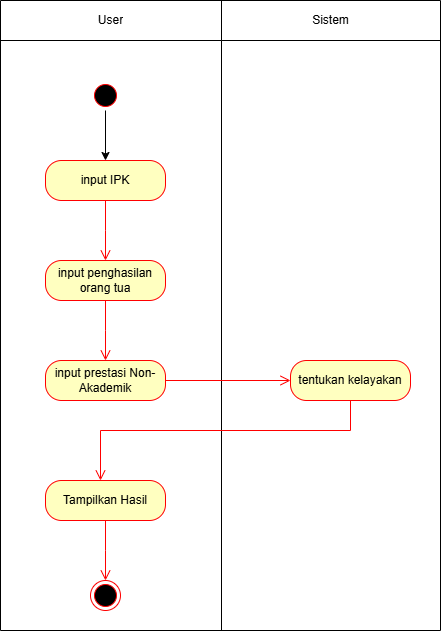 User
Sistem
input IPK
input penghasilan
orang tua
input prestasi Non-
Akademik
tentukan kelayakan
Tampilkan Hasil